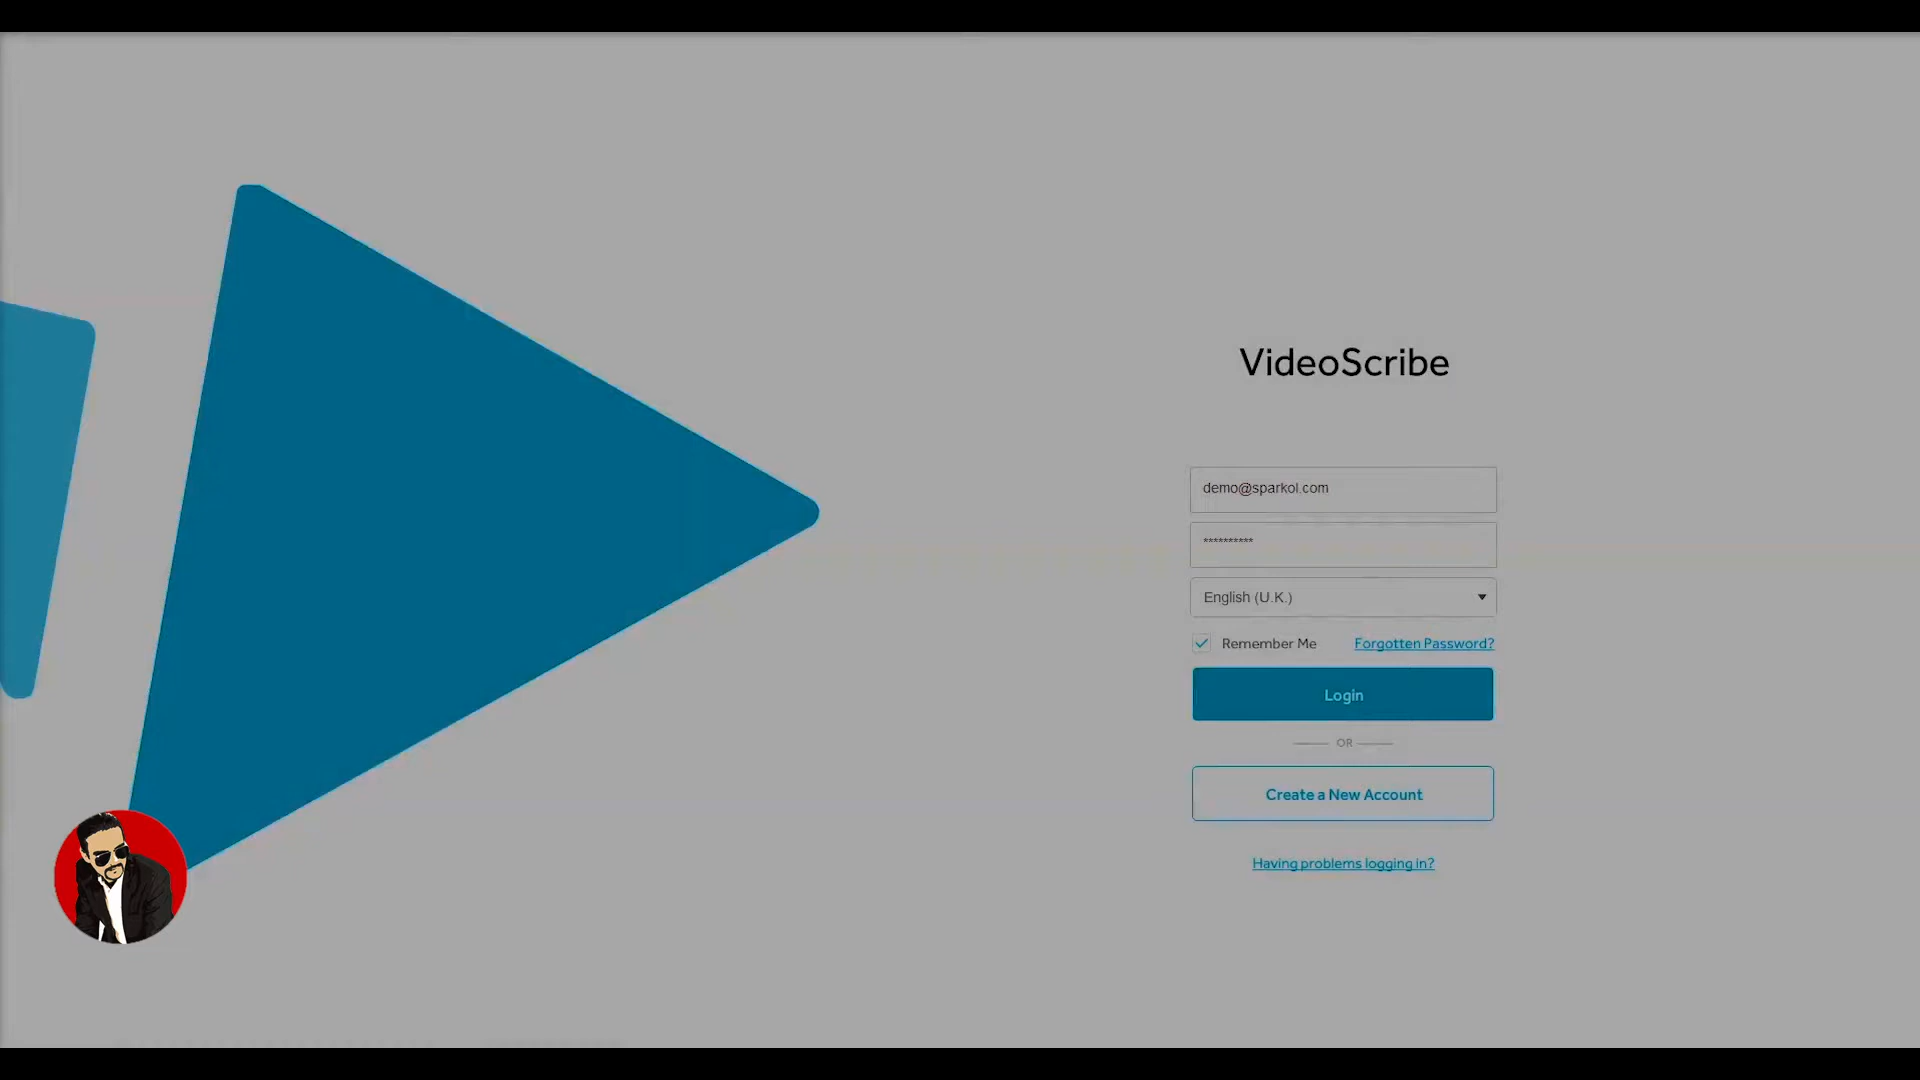 VideoScribe
demo@sparkol.com
**********
English (U.K.)
Remember Me Forgotten Password?
Login
OR
Create a New Account
Having problems logging in?